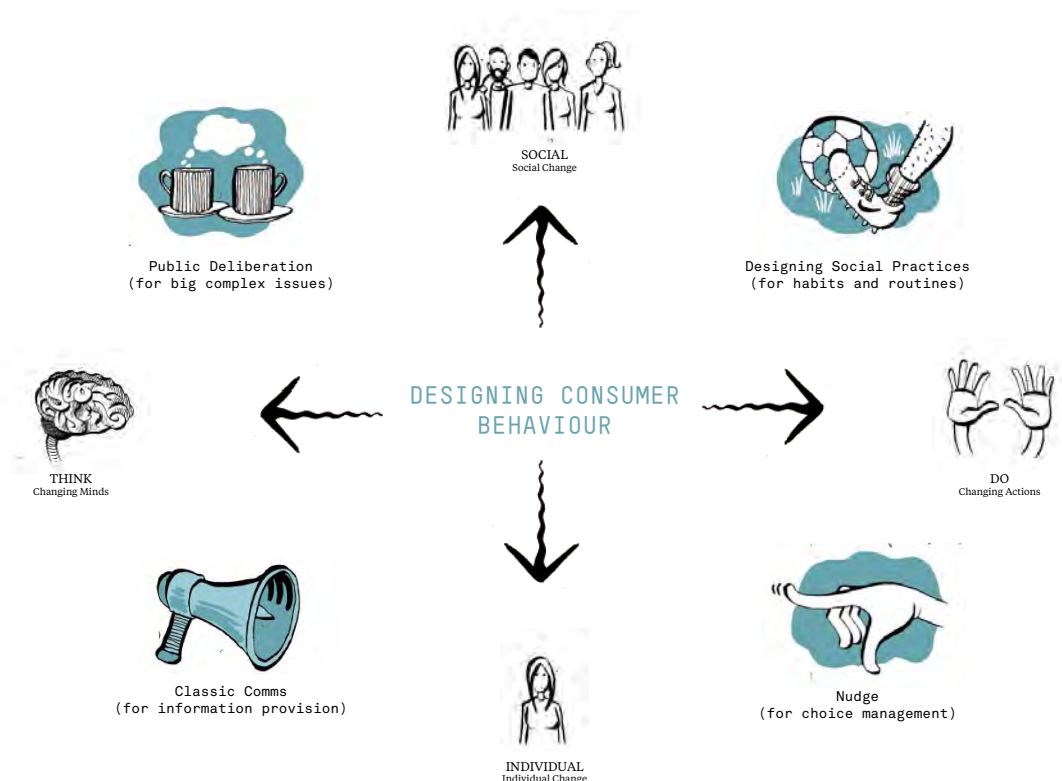 SOCIAL
Social Change
Public Deliberation
(for big complex issues)
Designing Social Practices
(for habits and routines)
DESIGNING CONSUMER
BEHAVIOUR
THINK
Changing Minds
DO
Changing Actions
Classic Comms
(for information provision)
Nudge
(for choice management)
INDIVIDUAL
Individual Change